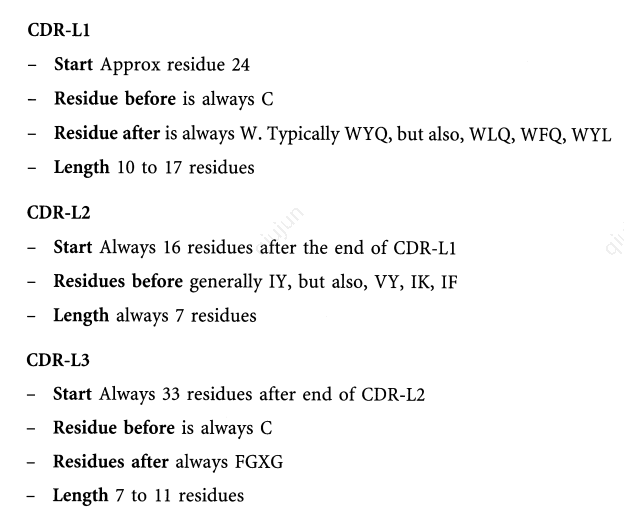 CDR-L1
– Start Approx residue 24
– Residue before is always C
– Residue after is always W. Typically WYQ, but also, WLQ, WFQ, WYL
– Length 10 to 17 residues
CDR-L2
– Start Always 16 residues after the end of CDR-L1
– Residues before generally IY, but also, VY, IK, IF
– Length always 7 residues
CDR-L3
– Start Always 33 residues after end of CDR-L2
– Residue before is always C
– Residues after always FGXG
– Length 7 to 11 residues